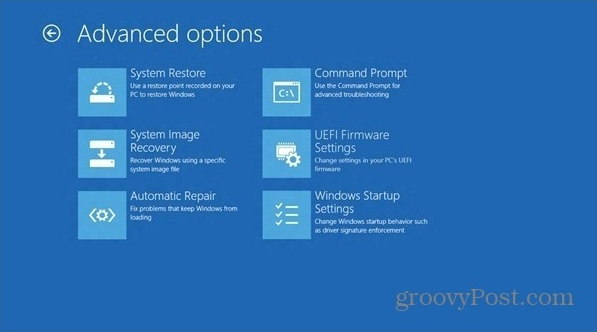 Advanced options
System Restore
Use a restore point recorded on your
PC to restore Windows
System Image
Recovery
Recover Windows using a specific
system image file
Automatic Repair
Fix problems that keep Windows from
loading
Command Prompt
Use the Command Prompt for
advanced troubleshooting
C:\
UEFI Firmware
Settings
Change settings in your PC's UEFI
firmware
Windows Startup
Settings
Change Windows startup behavior such
as driver signature enforcement
groovyPost.com